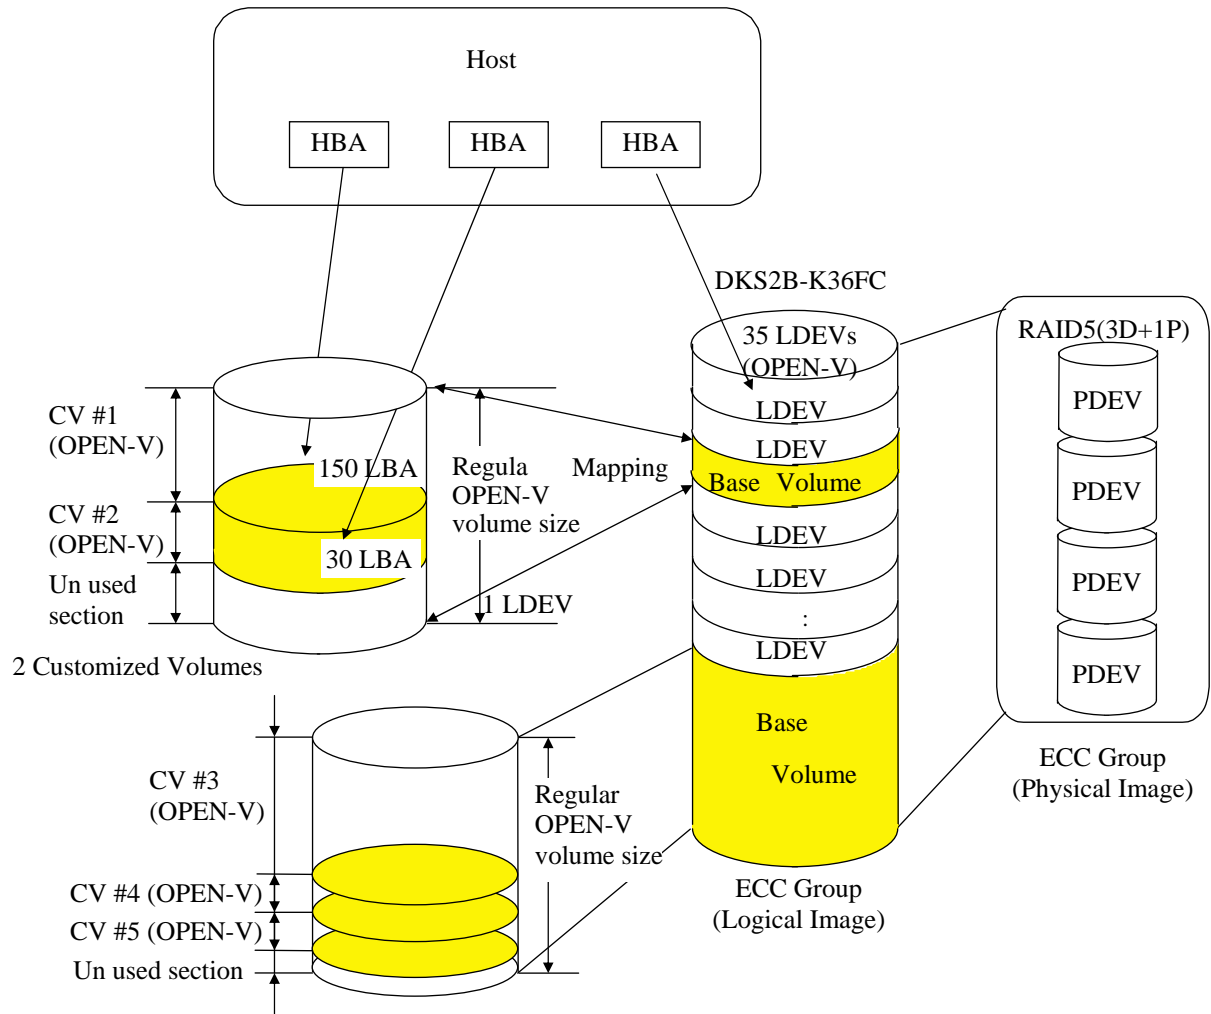 Host
HBA
HBA
HBA
DKS2B-K36FC
35 LDEVs
(OPEN-V)
LDEV
LDEV
Base Volume
LDEV
LDEV
:
LDEV
Base
Volume
ECC Group
(Logical Image)
RAID5(3D+1P)
PDEV
PDEV
PDEV
PDEV
ECC Group
(Physical Image)
CV #1
(OPEN-V)
CV #2
(OPEN-V)
Un used
section
150 LBA
30 LBA
Regula
OPEN-V
volume size
1 LDEV
Mapping
2 Customized Volumes
CV #3
(OPEN-V)
CV #4 (OPEN-V)
CV #5 (OPEN-V)
Un used section
Regular
OPEN-V
volume size